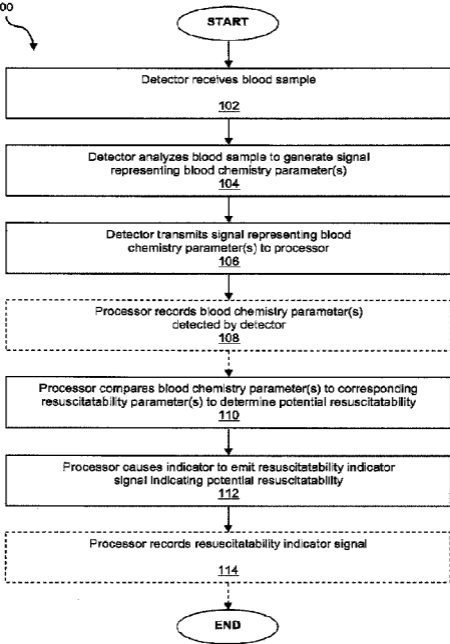 00
START
Detector receives blood sample
102
Detector analyzes blood sample to generate signal
representing blood chemistry parameter(s)
104
Detector transmits signal representing blood
chemistry parameter(s) to processor
106
Processor records blood chemistry parameter(s)
detected by detector
108
Processor compares blood chemistry parameter(s) to corresponding
resuscitatability parameter(s) to determine potential resuscitatability
110
Processor causes indicator to emit resuscitatability indicator
signal indicating potential resuscitatability
112
Processor records resuscitatability indicator signal
114
END